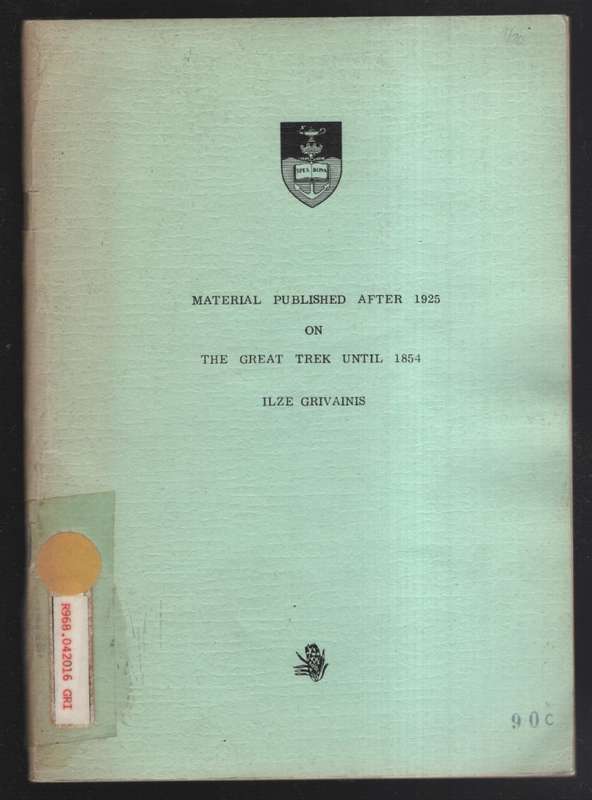 SPES BONA
MATERIAL PUBLISHED AFTER 1925
ON
THE GREAT TREK UNTIL 1854
ILZE GRIVAINIS
R968.042016 GRI
90c